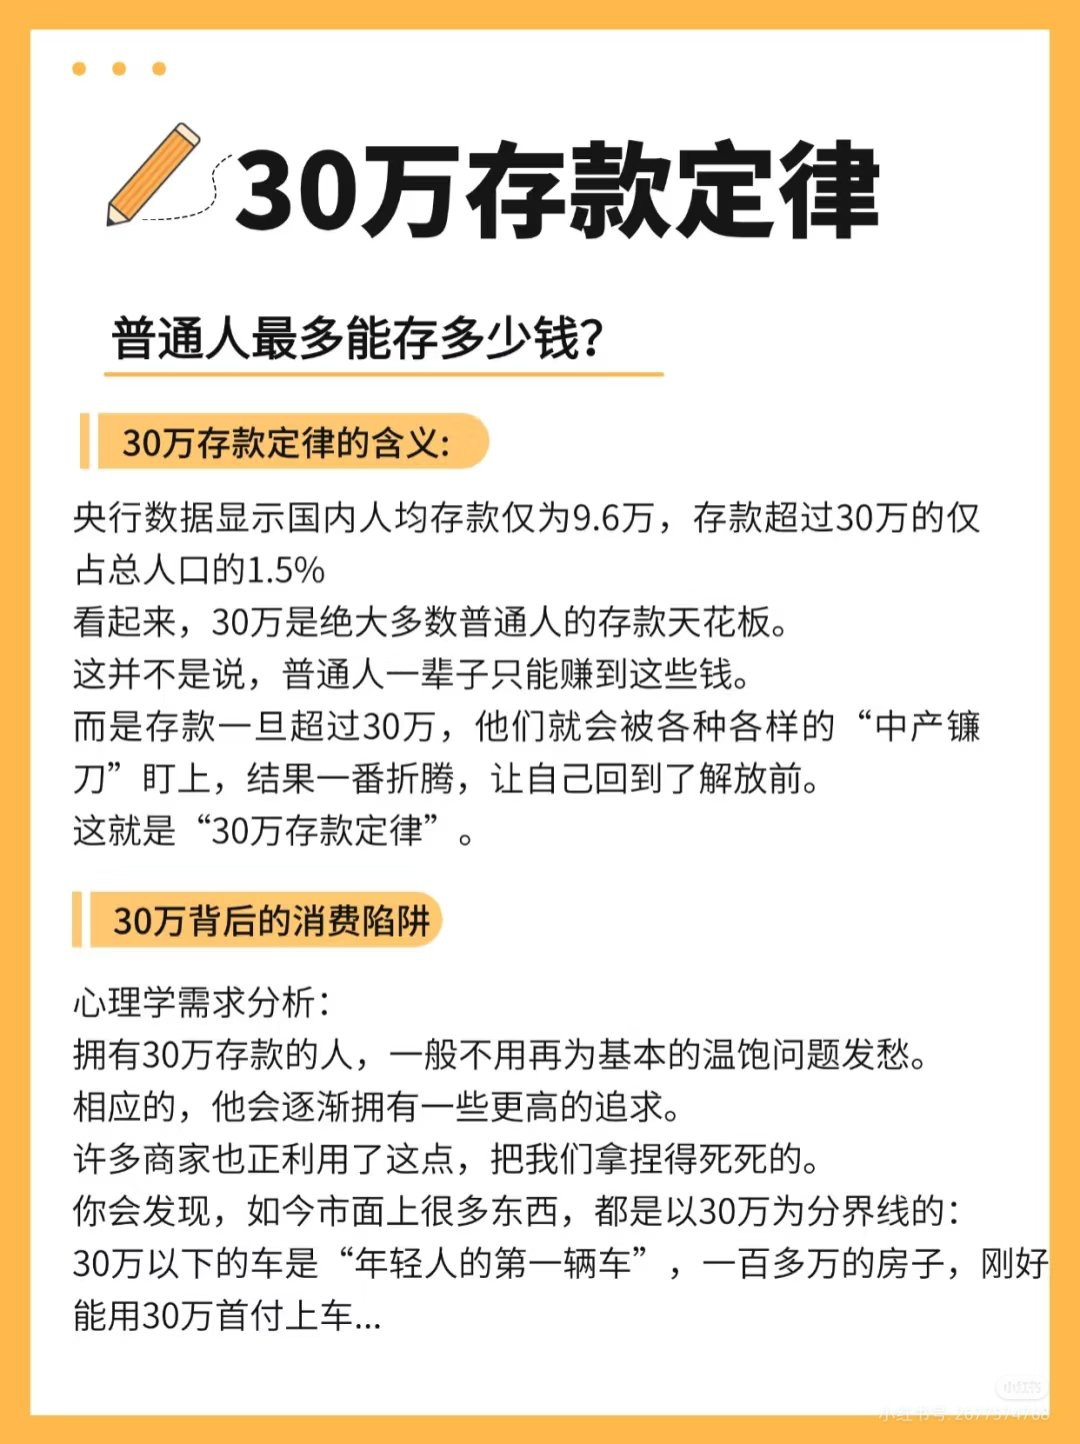 30万存款定律
普通人最多能存多少钱?
30万存款定律的含义:
央行数据显示国内人均存款仅为9.6万，存款超过30万的仅
占总人口的1.5%
看起来，30万是绝大多数普通人的存款天花板。
这并不是说，普通人一辈子只能赚到这些钱。
而是存款一旦超过30万，他们就会被各种各样的“中产镰
刀”盯上，结果一番折腾，让自己回到了解放前。
这就是“30万存款定律”。
30万背后的消费陷阱
心理学需求分析：
拥有30万存款的人，一般不用再为基本的温饱问题发愁。
相应的，他会逐渐拥有一些更高的追求。
许多商家也正利用了这点，把我们拿捏得死死的。
你会发现，如今市面上很多东西，都是以30万为分界线的：
30万以下的车是“年轻人的第一辆车”，一百多万的房子，刚好
能用30万首付上车...
小红书